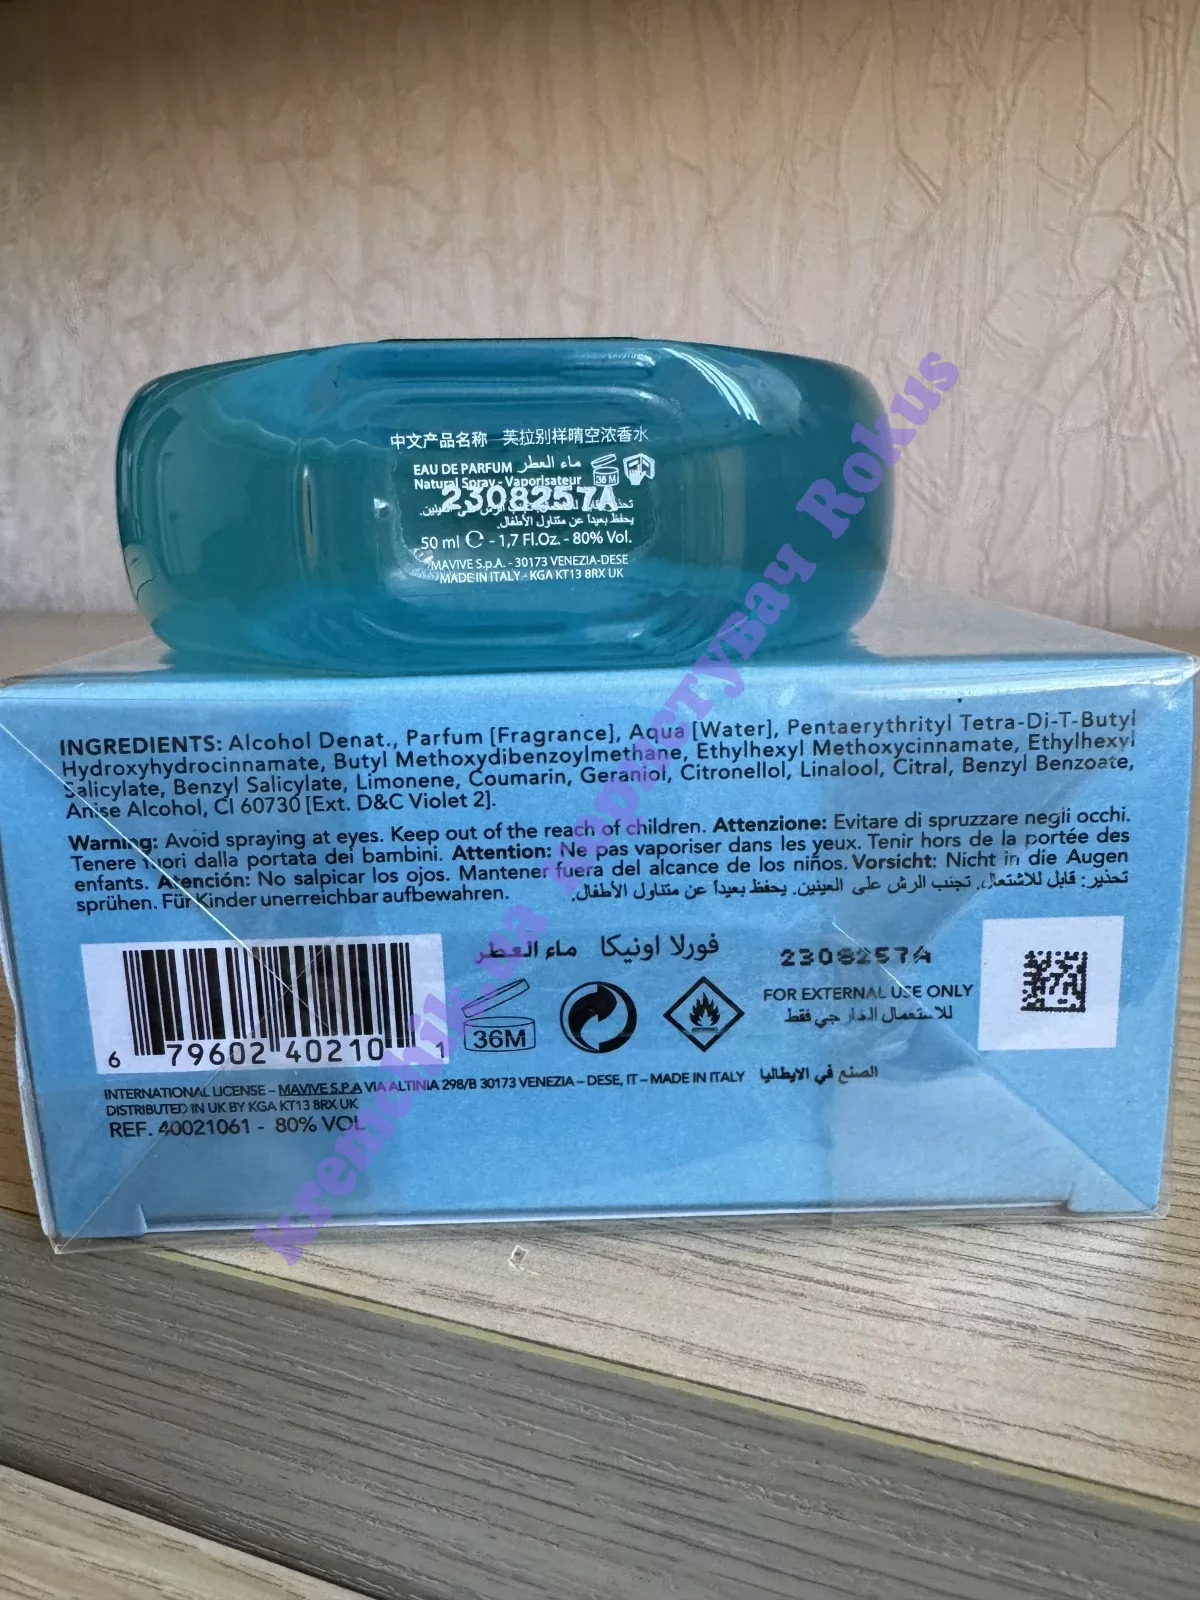 中文产品名称 芙拉别样晴空浓香水
EAU DE PARFUM ماء العطر
Natural Spray - Vaporisateur
36 M
2308257A
يحفظ بعيداً عن متناول الأطفال.
50 ml ℮ - 1,7 Fl.Oz. - 80% Vol.
MAVIVE S.p.A. - 30173 VENEZIA-DESE
MADE IN ITALY - KGA KT13 8RX UK
INGREDIENTS: Alcohol Denat., Parfum [Fragrance], Aqua [Water], Pentaerythrityl Tetra-Di-T-Butyl
Hydroxyhydrocinnamate, Butyl Methoxydibenzoylmethane, Ethylhexyl Methoxycinnamate, Ethylhexyl
Salicylate, Benzyl Salicylate, Limonene, Coumarin, Geraniol, Citronellol, Linalool, Citral, Benzyl Benzoate,
Anise Alcohol, CI 60730 [Ext. D&C Violet 2].
Warning: Avoid spraying at eyes. Keep out of the reach of children. Attenzione: Evitare di spruzzare negli occhi.
Tenere fuori dalla portata dei bambini. Attention: Ne pas vaporiser dans les yeux. Tenir hors de la portée des
enfants. Atención: No salpicar los ojos. Mantener fuera del alcance de los niños. Vorsicht: Nicht in die Augen
sprühen. Für Kinder unerreichbar aufbewahren. تحذير: قابل للاشتعال. تجنب الرش على العينين. يحفظ بعيداً عن متناول الأطفال.
فورلا اونيكا ماء العطر
2308257A
FOR EXTERNAL USE ONLY
للاستعمال الخارجي فقط
36M
6 79602 40210 1
INTERNATIONAL LICENSE – MAVIVE S.P.A VIA ALTINIA 298/B 30173 VENEZIA – DESE, IT – MADE IN ITALY الصنع في الايطاليا
DISTRIBUTED IN UK BY KGA KT13 8RX UK
REF. 40021061 - 80% VOL
kremchik.ua Користувач Rokus